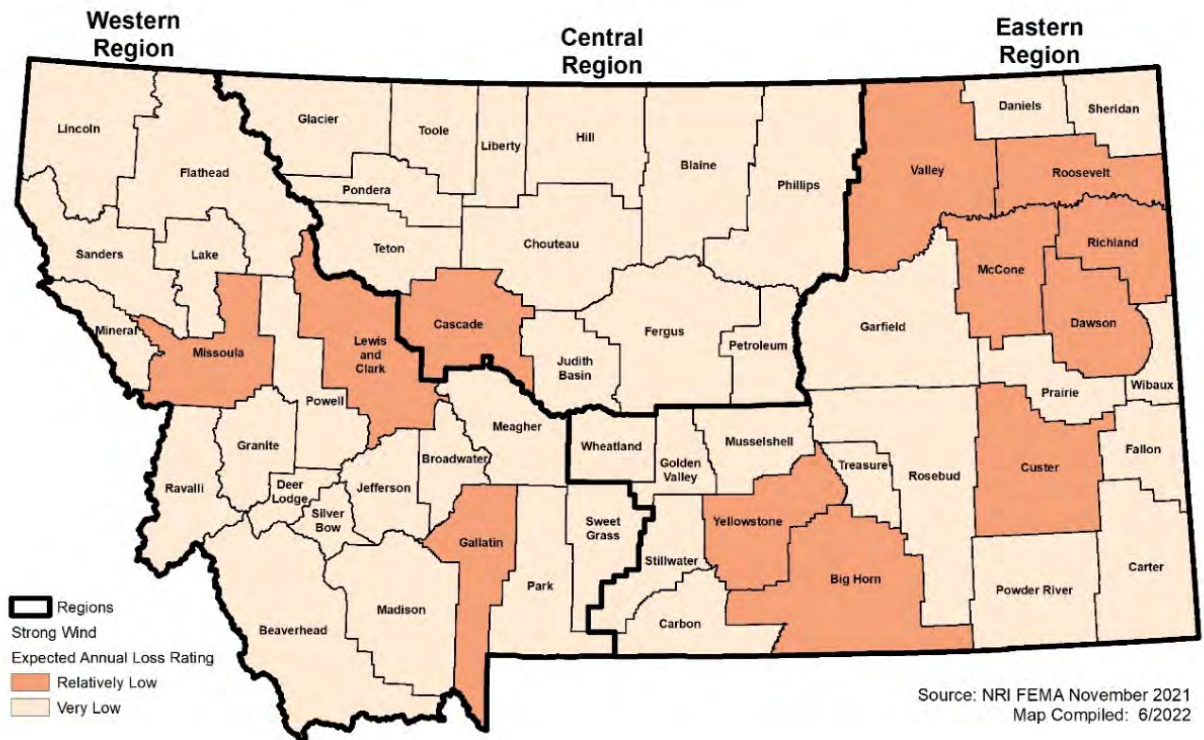 Western
Region
Central
Region
Eastern
Region
Lincoln
Flathead
Glacier
Toole
Liberty
Hill
Blaine
Phillips
Valley
Daniels
Sheridan
Roosevelt
Pondera
Teton
Chouteau
Sanders
Lake
Richland
McCone
Dawson
Mineral
Missoula
Lewis
and
Clark
Cascade
Judith
Basin
Fergus
Petroleum
Garfield
Prairie
Wibaux
Powell
Granite
Meagher
Broadwater
Jefferson
Deer
Lodge
Silver
Bow
Ravalli
Wheatland
Golden
Valley
Musselshell
Treasure
Rosebud
Custer
Fallon
Gallatin
Park
Sweet
Grass
Stillwater
Yellowstone
Big Horn
Powder River
Carter
Carbon
Madison
Beaverhead
Regions
Strong Wind
Expected Annual Loss Rating
Relatively Low
Very Low
Source: NRI FEMA November 2021
Map Compiled: 6/2022